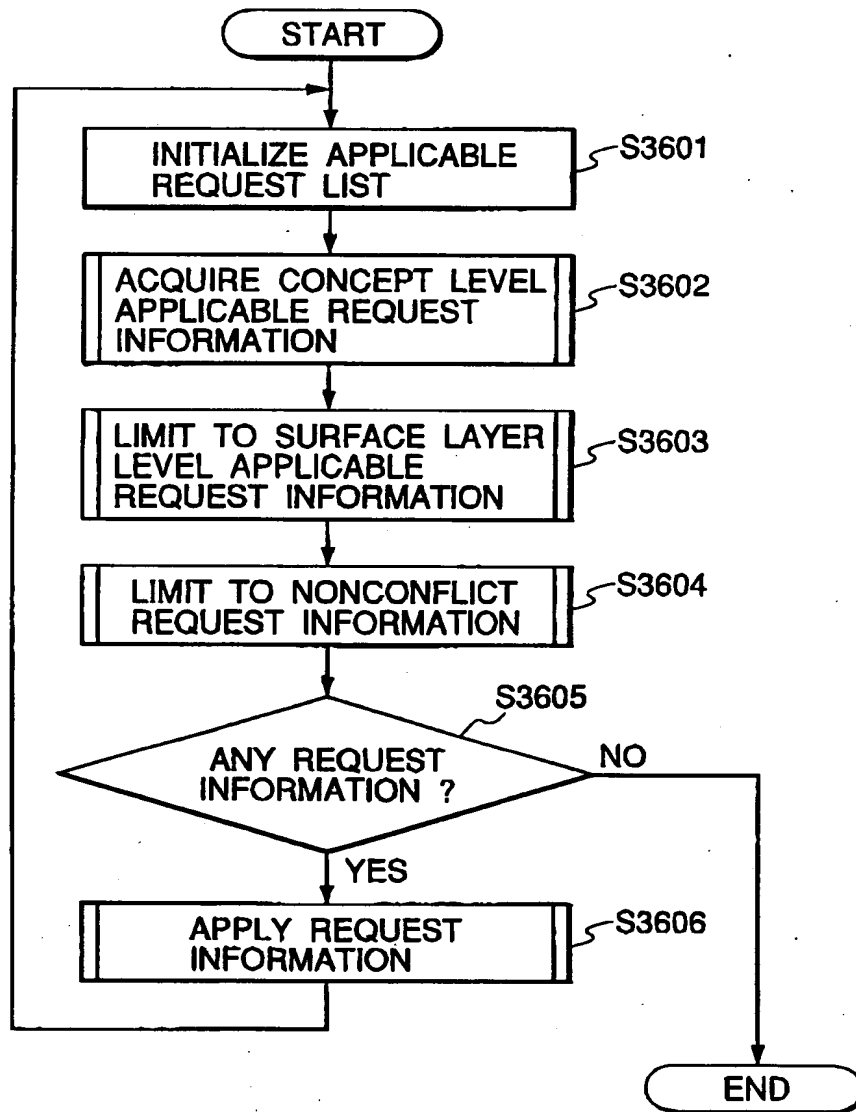 START
INITIALIZE APPLICABLE
REQUEST LIST
S3601
ACQUIRE CONCEPT LEVEL
APPLICABLE REQUEST
INFORMATION
S3602
LIMIT TO SURFACE LAYER
LEVEL APPLICABLE
REQUEST INFORMATION
S3603
LIMIT TO NONCONFLICT
REQUEST INFORMATION
S3604
S3605
ANY REQUEST
INFORMATION ?
NO
YES
APPLY REQUEST
INFORMATION
S3606
END